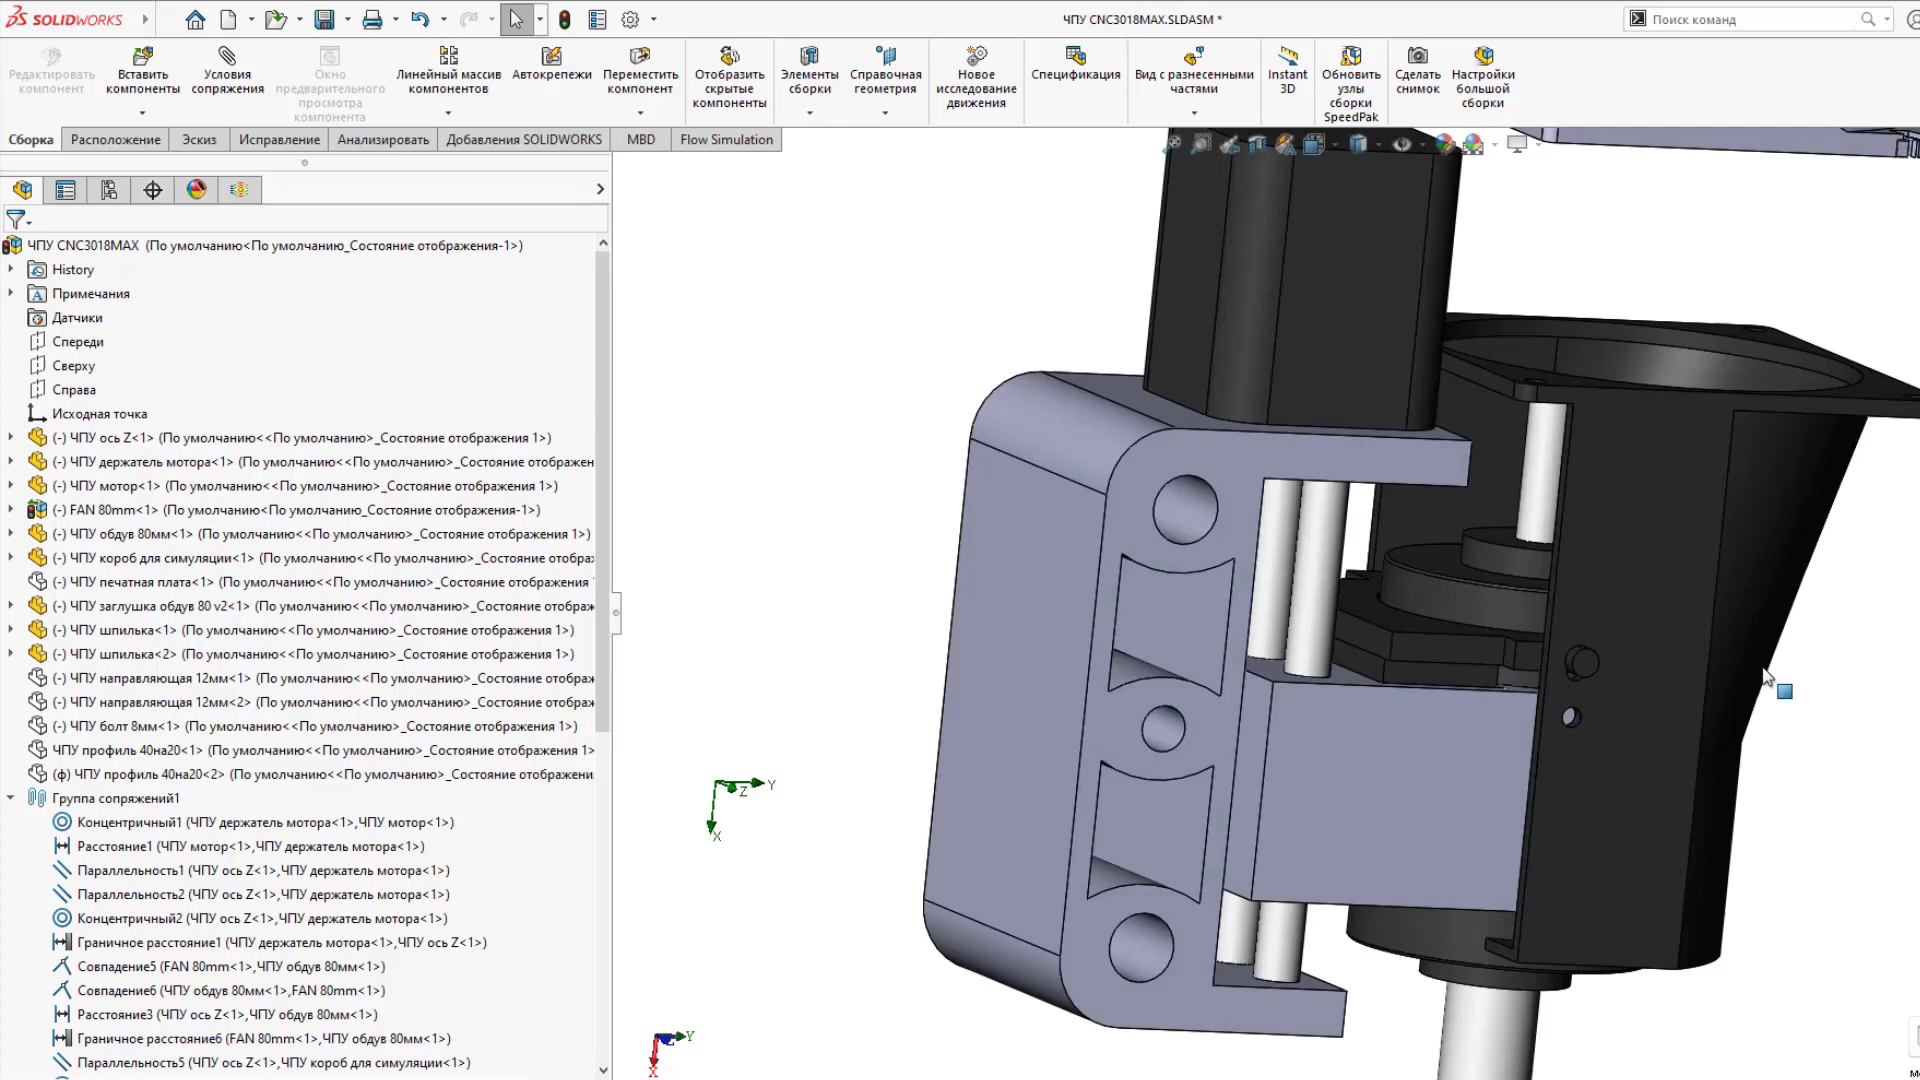 SOLIDWORKS
ЧПУ CNC3018MAX.SLDASM *
Поиск команд
Редактировать компонент
Вставить компоненты
Условия сопряжения
Окно предварительного просмотра компонента
Линейный массив компонентов
Автокрепежи
Переместить компонент
Отобразить скрытые компоненты
Элементы сборки
Справочная геометрия
Новое исследование движения
Спецификация
Вид с разнесенными частями
Instant 3D
Обновить узлы сборки SpeedPak
Сделать снимок
Настройки большой сборки
Сборка
Расположение
Эскиз
Исправление
Анализировать
Добавления SOLIDWORKS
MBD
Flow Simulation
ЧПУ CNC3018MAX (По умолчанию<По умолчанию_Состояние отображения-1>)
History
Примечания
Датчики
Спереди
Сверху
Справа
Исходная точка
(-) ЧПУ ось Z<1> (По умолчанию<<По умолчанию>_Состояние отображения 1>)
(-) ЧПУ держатель мотора<1> (По умолчанию<<По умолчанию>_Состояние отображен
(-) ЧПУ мотор<1> (По умолчанию<<По умолчанию>_Состояние отображения 1>)
(-) FAN 80mm<1> (По умолчанию<По умолчанию_Состояние отображения-1>)
(-) ЧПУ обдув 80мм<1> (По умолчанию<<По умолчанию>_Состояние отображения 1>)
(-) ЧПУ короб для симуляции<1> (По умолчанию<<По умолчанию>_Состояние отобра
(-) ЧПУ печатная плата<1> (По умолчанию<<По умолчанию>_Состояние отображения
(-) ЧПУ заглушка обдув 80 v2<1> (По умолчанию<<По умолчанию>_Состояние отображ
(-) ЧПУ шпилька<1> (По умолчанию<<По умолчанию>_Состояние отображения 1>)
(-) ЧПУ шпилька<2> (По умолчанию<<По умолчанию>_Состояние отображения 1>)
(-) ЧПУ направляющая 12мм<1> (По умолчанию<<По умолчанию>_Состояние отображ
(-) ЧПУ направляющая 12мм<2> (По умолчанию<<По умолчанию>_Состояние отображ
(-) ЧПУ болт 8мм<1> (По умолчанию<<По умолчанию>_Состояние отображения 1>)
ЧПУ профиль 40на20<1> (По умолчанию<<По умолчанию>_Состояние отображения 1>
(ф) ЧПУ профиль 40на20<2> (По умолчанию<<По умолчанию>_Состояние отображени
Группа сопряжений1
Концентричный1 (ЧПУ держатель мотора<1>,ЧПУ мотор<1>)
Расстояние1 (ЧПУ мотор<1>,ЧПУ держатель мотора<1>)
Параллельность1 (ЧПУ ось Z<1>,ЧПУ держатель мотора<1>)
Параллельность2 (ЧПУ ось Z<1>,ЧПУ держатель мотора<1>)
Концентричный2 (ЧПУ ось Z<1>,ЧПУ держатель мотора<1>)
Граничное расстояние1 (ЧПУ держатель мотора<1>,ЧПУ ось Z<1>)
Совпадение5 (FAN 80mm<1>,ЧПУ обдув 80мм<1>)
Совпадение6 (ЧПУ обдув 80мм<1>,FAN 80mm<1>)
Расстояние3 (ЧПУ ось Z<1>,ЧПУ обдув 80мм<1>)
Граничное расстояние6 (FAN 80mm<1>,ЧПУ обдув 80мм<1>)
Параллельность5 (ЧПУ ось Z<1>,ЧПУ короб для симуляции<1>)
Y
Z
X
Y
X